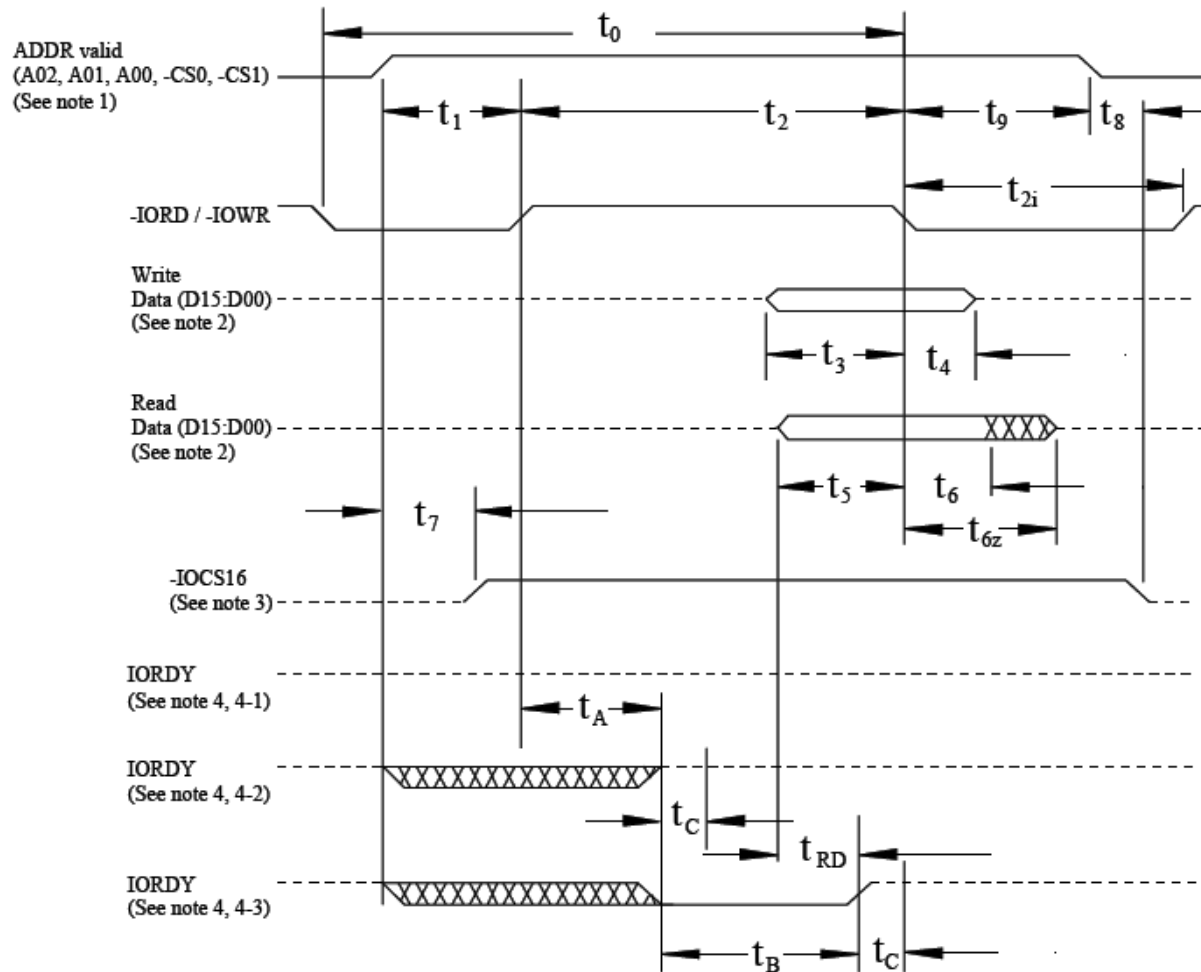 t0
ADDR valid
(A02, A01, A00, -CS0, -CS1)
(See note 1)
t1
t2
t9
t8
t2i
-IORD / -IOWR
Write
Data (D15:D00)
(See note 2)
t3
t4
Read
Data (D15:D00)
(See note 2)
t5
t6
t7
t6z
-IOCS16
(See note 3)
IORDY
(See note 4, 4-1)
tA
IORDY
(See note 4, 4-2)
tC
tRD
IORDY
(See note 4, 4-3)
tB
tC